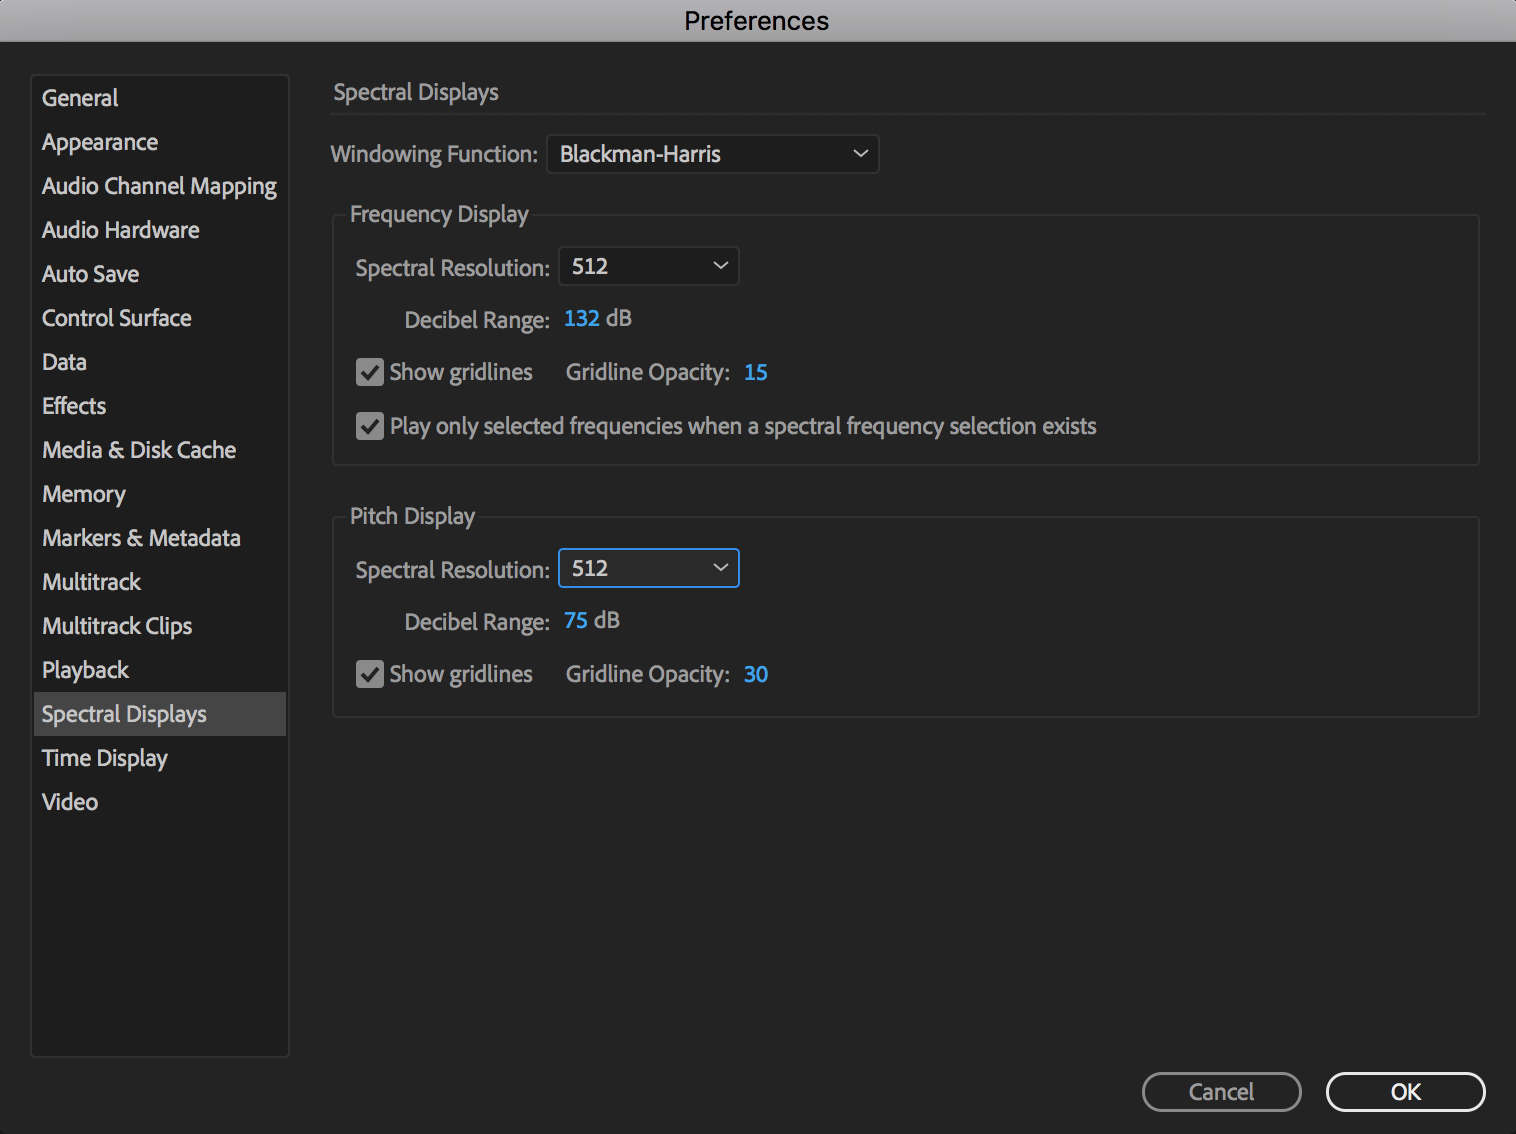 Preferences
General
Appearance
Audio Channel Mapping
Audio Hardware
Auto Save
Control Surface
Data
Effects
Media & Disk Cache
Memory
Markers & Metadata
Multitrack
Multitrack Clips
Playback
Spectral Displays
Time Display
Video
Spectral Displays
Windowing Function: Blackman-Harris
Frequency Display
Spectral Resolution: 512
Decibel Range: 132 dB
Show gridlines Gridline Opacity: 15
Play only selected frequencies when a spectral frequency selection exists
Pitch Display
Spectral Resolution: 512
Decibel Range: 75 dB
Show gridlines Gridline Opacity: 30
Cancel OK